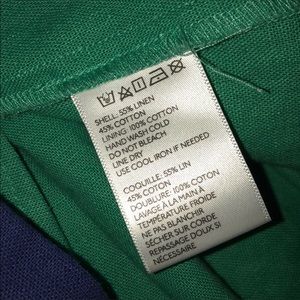 SHELL: 55% LINEN
45% COTTON
LINING: 100% COTTON
HAND WASH COLD
DO NOT BLEACH
LINE DRY
USE COOL IRON IF NEEDED
COQUILLE: 55% LIN
45% COTON
DOUBLURE: 100% COTON
LAVAGE À LA MAIN À
TEMPÉRATURE FROIDE
NE PAS BLANCHIR
SÉCHER SUR CORDE
REPASSAGE DOUX SI
NÉCESSAIRE